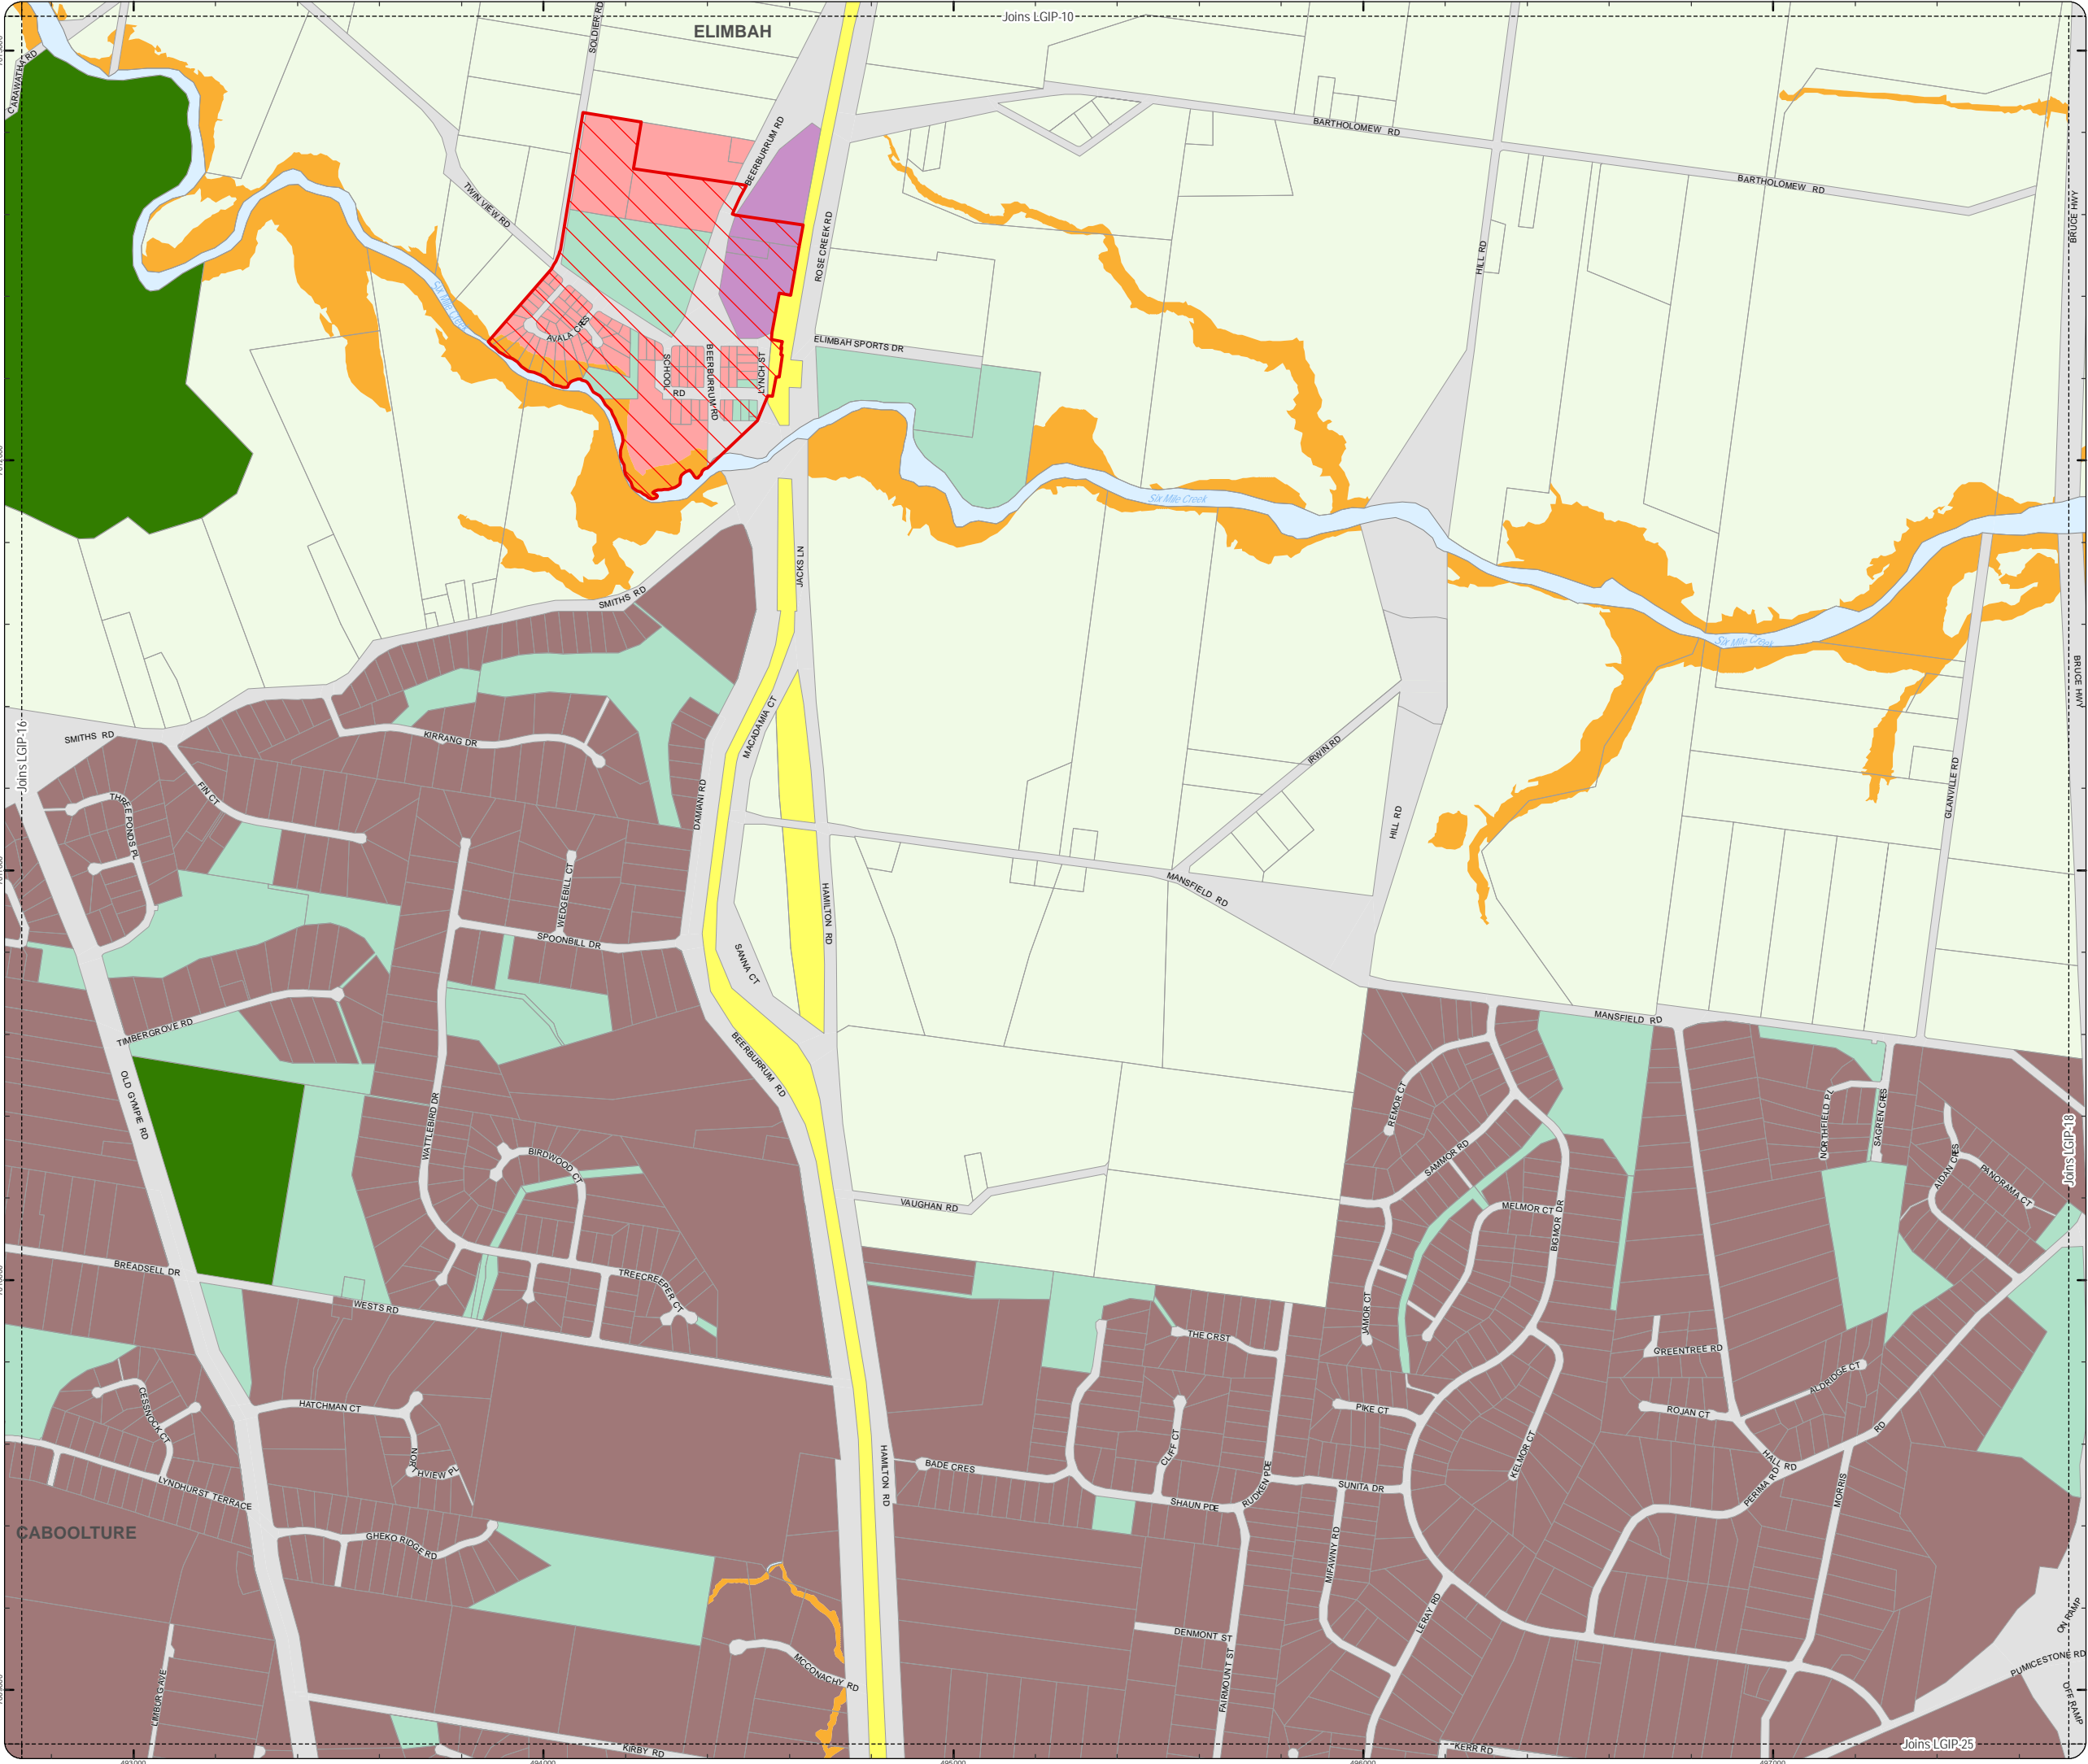 Joins LGIP-10
ELIMBAH
SOLDIER RD
CARAWATHA RD
BEERBURRUM RD
BARTHOLOMEW RD
BARTHOLOMEW RD
TWIN VIEW RD
ROSE CREEK RD
HILL RD
BRUCE HWY
Six Mile Creek
AVALA CRES
SCHOOL
RD
BEERBURRUM RD
LYNCH ST
ELIMBAH SPORTS DR
Six Mile Creek
JACKS LN
SMITHS RD
Six Mile Creek
BRUCE HWY
Joins LGIP-16
SMITHS RD
KIRRANG DR
MACADAMIA CT
IRWIN RD
FIN CT
THREE PONDS PL
DAMIANI RD
HILL RD
GLANVILLE RD
WEDGEBILL CT
MANSFIELD RD
HAMILTON RD
SPOONBILL DR
SANNA CT
MANSFIELD RD
TIMBERGROVE RD
BEERBURRUM RD
OLD GYMPIE RD
WATTLEBIRD DR
REMOR CT
NORTHFIELD PL
SAGREN CRES
Joins LGIP-18
BIRDWOOD CT
SAMMOR RD
AIDAN CRES
PANORAMA CT
VAUGHAN RD
MELMOR CT
BIGMOR DR
BREADSELL DR
TREECREEPER CT
WESTS RD
JAMOR CT
THE CRST
GREENTREE RD
ALDRIDGE CT
CESSNOCK CT
HATCHMAN CT
PIKE CT
ROJAN CT
RD
CLIFF CT
KELMOR CT
HALL RD
NORTHVIEW PL
BADE CRES
HAMILTON RD
RUDKEN PDE
SUNITA DR
PERIMA RD
MORRIS
LYNDHURST TERRACE
SHAUN PDE
CABOOLTURE
GHEKO RIDGE RD
MIFAWNY RD
LERAY RD
DENMONT ST
ON RAMP
PUMICESTONE RD
MCCONACHY RD
FAIRMOUNT ST
LIMBURG AVE
OFF RAMP
KIRBY RD
KERR RD
Joins LGIP-25